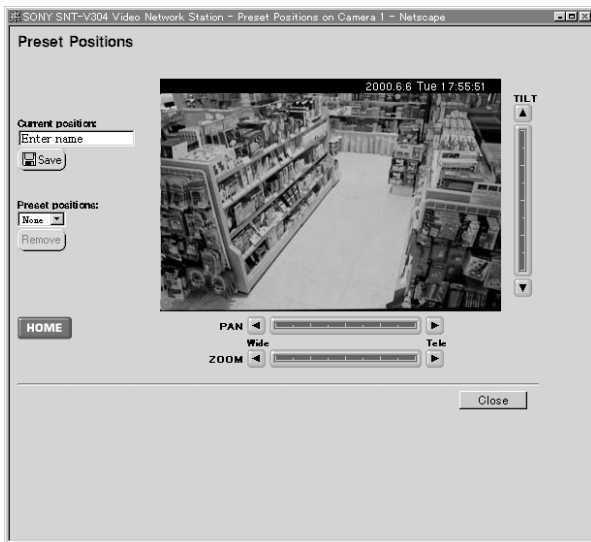 SONY SNT-V304 Video Network Station - Preset Positions on Camera 1 - Netscape
Preset Positions
2000.6.6 Tue 17:55:51
TILT
Current position:
Enter name
Save
Preset positions:
None
Remove
HOME
PAN
Wide
Tele
ZOOM
Close